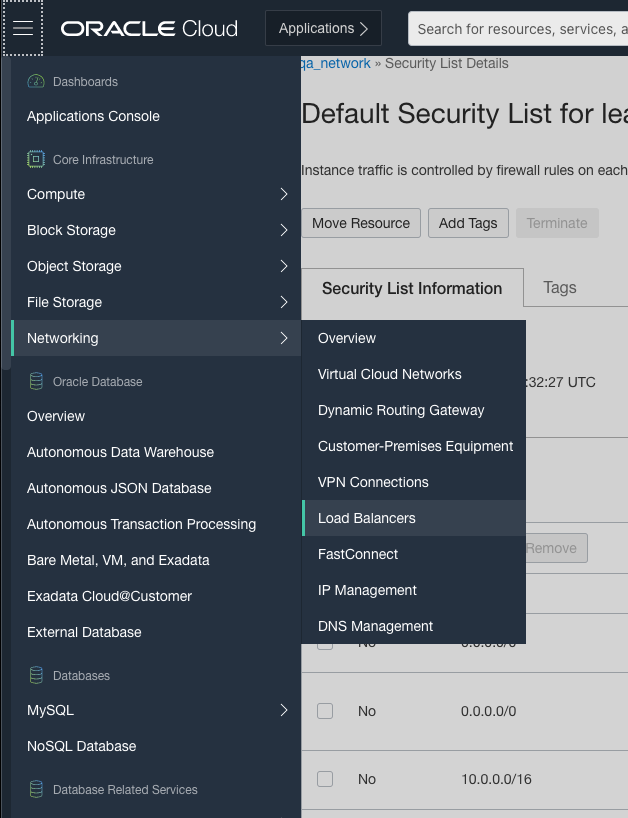 ORACLE Cloud
Applications
Search for resources, services, a
qa_network » Security List Details
Default Security List for lea
Instance traffic is controlled by firewall rules on each
Move Resource
Add Tags
Terminate
Security List Information
Tags
:32:27 UTC
Remove
No
0.0.0.0/0
No
0.0.0.0/0
No
10.0.0.0/16
Dashboards
Applications Console
Core Infrastructure
Compute
Block Storage
Object Storage
File Storage
Networking
Oracle Database
Overview
Autonomous Data Warehouse
Autonomous JSON Database
Autonomous Transaction Processing
Bare Metal, VM, and Exadata
Exadata Cloud@Customer
External Database
Databases
MySQL
NoSQL Database
Database Related Services
Overview
Virtual Cloud Networks
Dynamic Routing Gateway
Customer-Premises Equipment
VPN Connections
Load Balancers
FastConnect
IP Management
DNS Management